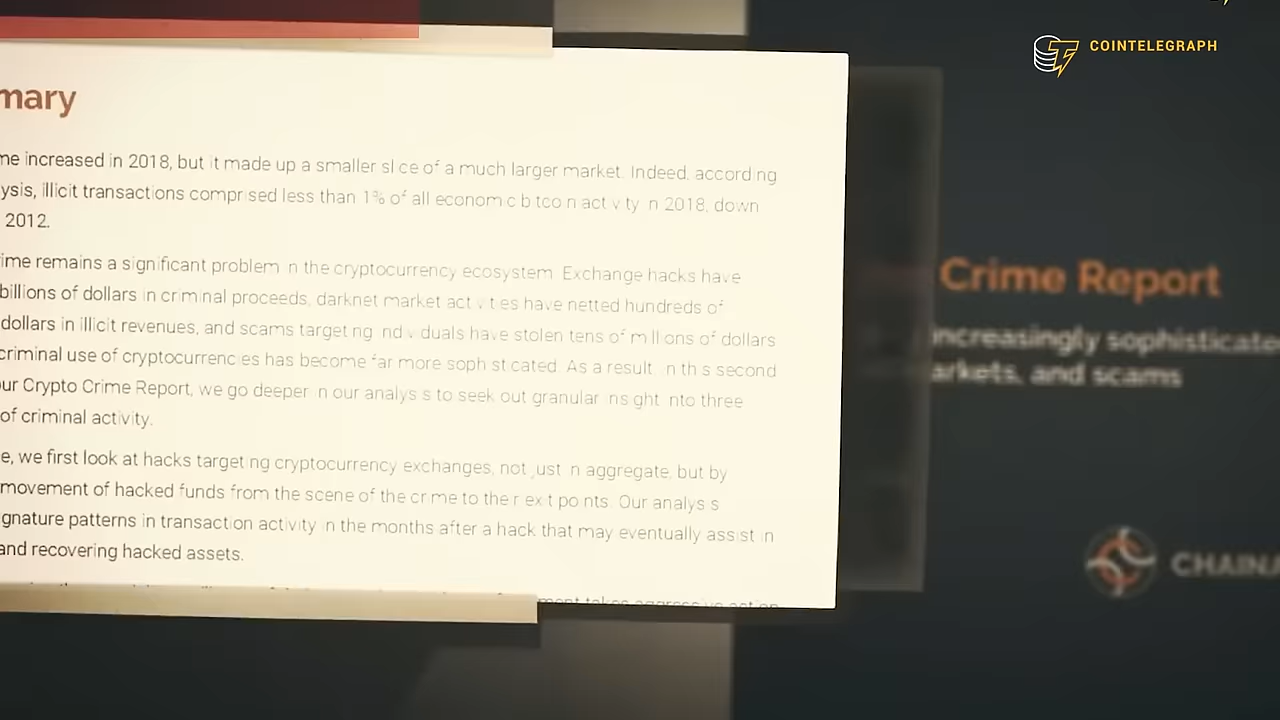 COINTELEGRAPH
mary
me increased in 2018, but it made up a smaller slice of a much larger market. Indeed, according
ysis, illicit transactions comprised less than 1% of all economic bitcoin activity in 2018, down
2012.
ime remains a significant problem in the cryptocurrency ecosystem. Exchange hacks have
billions of dollars in criminal proceeds, darknet market activities have netted hundreds of
dollars in illicit revenues, and scams targeting individuals have stolen tens of millions of dollars
criminal use of cryptocurrencies has become far more sophisticated. As a result, in this second
our Crypto Crime Report, we go deeper in our analysis to seek out granular insight into three
of criminal activity.
e, we first look at hacks targeting cryptocurrency exchanges, not just in aggregate, but by
movement of hacked funds from the scene of the crime to their exit points. Our analysis
gnature patterns in transaction activity in the months after a hack that may eventually assist in
and recovering hacked assets.
Crime Report
increasingly sophisticate
arkets, and scams
CHAINA